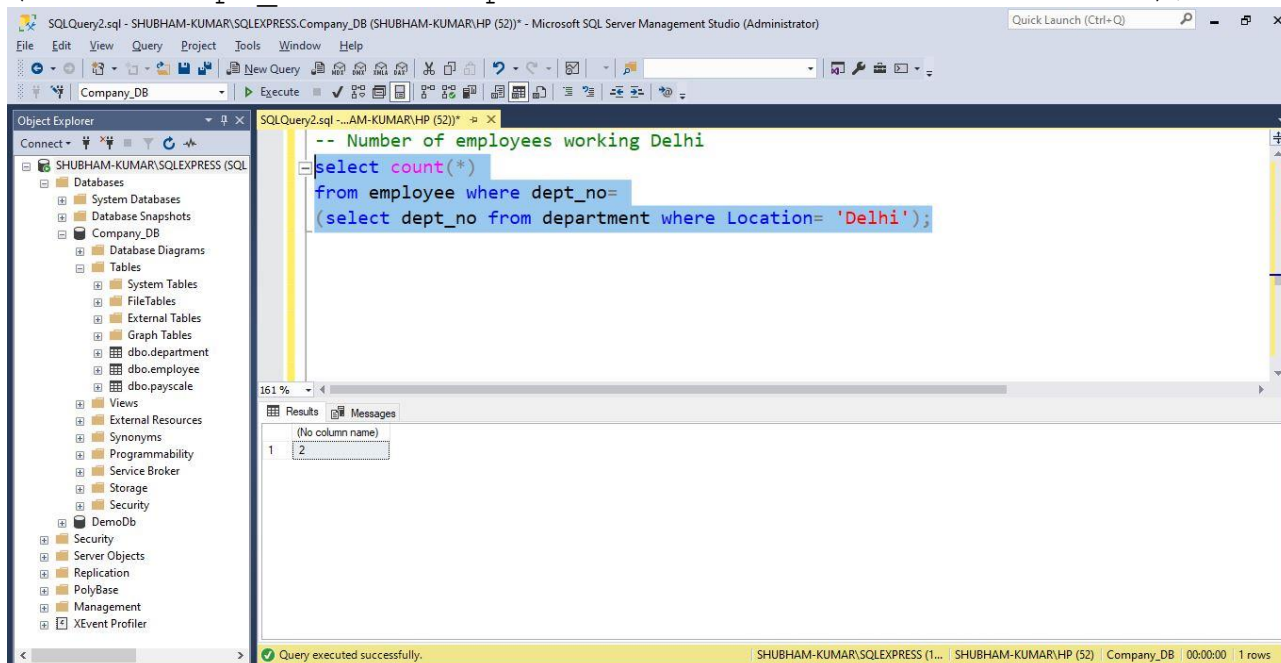 SQLQuery2.sql - SHUBHAM-KUMAR\SQLEXPRESS.Company_DB (SHUBHAM-KUMAR\HP (52))* - Microsoft SQL Server Management Studio (Administrator)
Quick Launch (Ctrl+Q)
File Edit View Query Project Tools Window Help
New Query
Company_DB
Execute
Object Explorer
SQLQuery2.sql -...AM-KUMAR\HP (52))*
Connect
SHUBHAM-KUMAR\SQLEXPRESS (SQL
Databases
System Databases
Database Snapshots
Company_DB
Database Diagrams
Tables
System Tables
FileTables
External Tables
Graph Tables
dbo.department
dbo.employee
dbo.payscale
Views
External Resources
Synonyms
Programmability
Service Broker
Storage
Security
DemoDb
Security
Server Objects
Replication
PolyBase
Management
XEvent Profiler
-- Number of employees working Delhi
select count(*)
from employee where dept_no=
(select dept_no from department where Location= 'Delhi');
161 %
Results Messages
(No column name)
1 2
Query executed successfully.
SHUBHAM-KUMAR\SQLEXPRESS (1... SHUBHAM-KUMAR\HP (52) Company_DB 00:00:00 1 rows